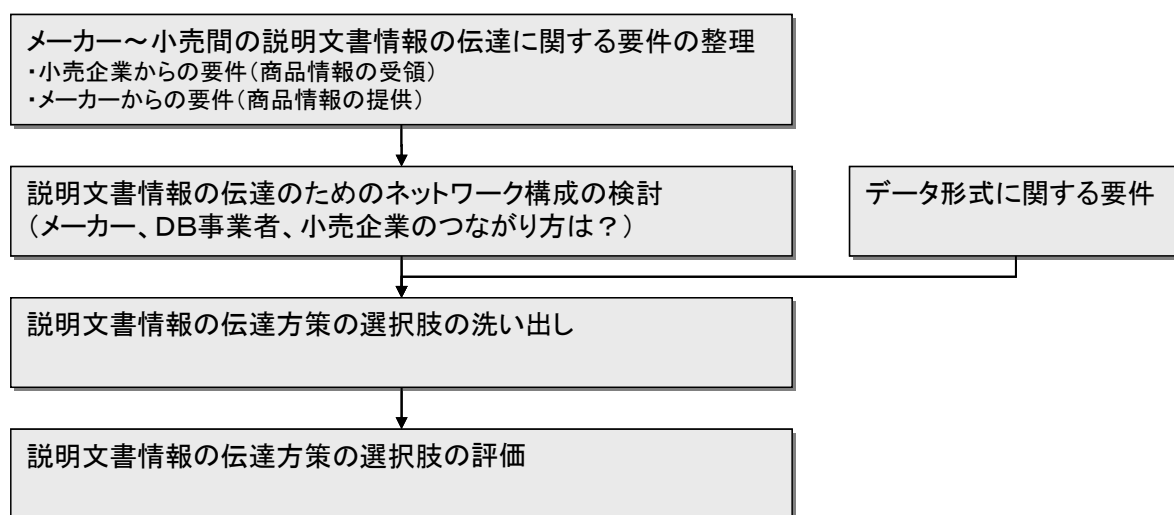 メーカー～小売間の説明文書情報の伝達に関する要件の整理
・小売企業からの要件（商品情報の受領）
・メーカーからの要件（商品情報の提供）
説明文書情報の伝達のためのネットワーク構成の検討
（メーカー、ＤＢ事業者、小売企業のつながり方は？）
データ形式に関する要件
説明文書情報の伝達方策の選択肢の洗い出し
説明文書情報の伝達方策の選択肢の評価